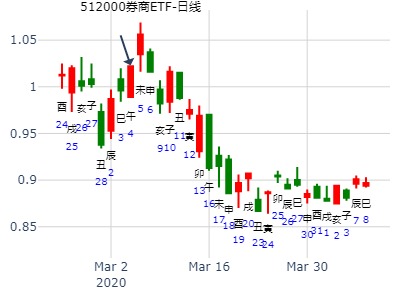 512000券商ETF-日线
1.05
1
0.95
0.9
0.85
酉
24
戌
25
亥
26
子
27
丑
28
辰
2
巳
3
午
4
未
5
申
6
亥
9
子
10
丑
11
寅
12
卯
13
午
16
未
17
申
18
酉
19
戌
20
丑
23
寅
24
卯
25
辰
26
巳
27
申
30
酉
31
戌
1
亥
2
子
3
辰
7
巳
8
Mar 2
2020
Mar 16
Mar 30